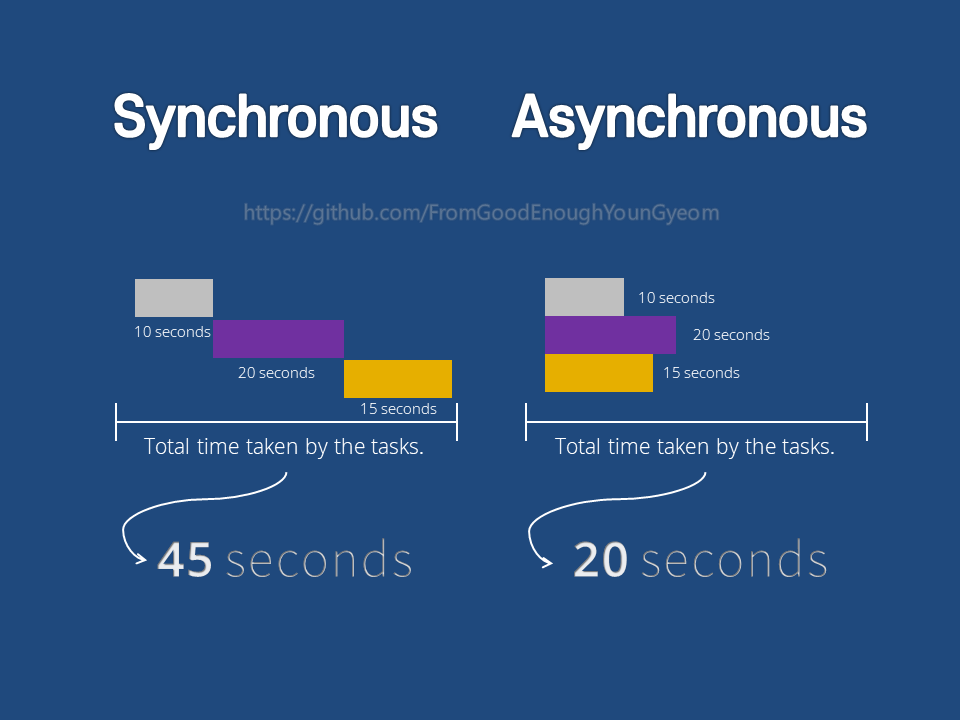 Synchronous
Asynchronous
https://github.com/FromGoodEnoughYounGyeom
10 seconds
20 seconds
15 seconds
Total time taken by the tasks.
45 seconds
10 seconds
20 seconds
15 seconds
Total time taken by the tasks.
20 seconds